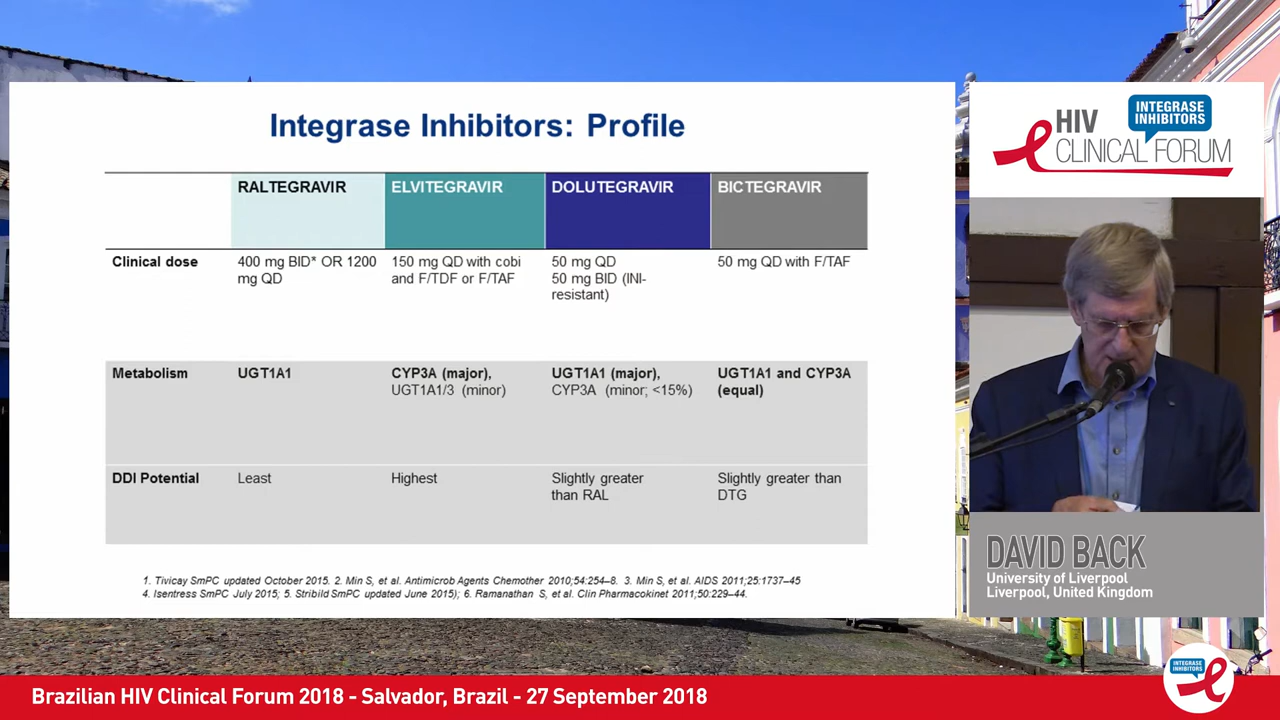 Integrase Inhibitors: Profile
RALTEGRAVIR
ELVITEGRAVIR
DOLUTEGRAVIR
BICTEGRAVIR
Clinical dose
400 mg BID* OR 1200
mg QD
150 mg QD with cobi
and F/TDF or F/TAF
50 mg QD
50 mg BID (INI-
resistant)
50 mg QD with F/TAF
Metabolism
UGT1A1
CYP3A (major),
UGT1A1/3 (minor)
UGT1A1 (major),
CYP3A (minor; <15%)
UGT1A1 and CYP3A
(equal)
DDI Potential
Least
Highest
Slightly greater
than RAL
Slightly greater than
DTG
1. Tivicay SmPC updated October 2015. 2. Min S, et al. Antimicrob Agents Chemother 2010;54:254–8. 3. Min S, et al. AIDS 2011;25:1737–45
4. Isentress SmPC July 2015; 5. Stribild SmPC updated June 2015); 6. Ramanathan S, et al. Clin Pharmacokinet 2011;50:229–44.
HIV
INTEGRASE
INHIBITORS
CLINICAL FORUM
DAVID BACK
University of Liverpool
Liverpool, United Kingdom
INTEGRASE
INHIBITORS
Brazilian HIV Clinical Forum 2018 - Salvador, Brazil - 27 September 2018